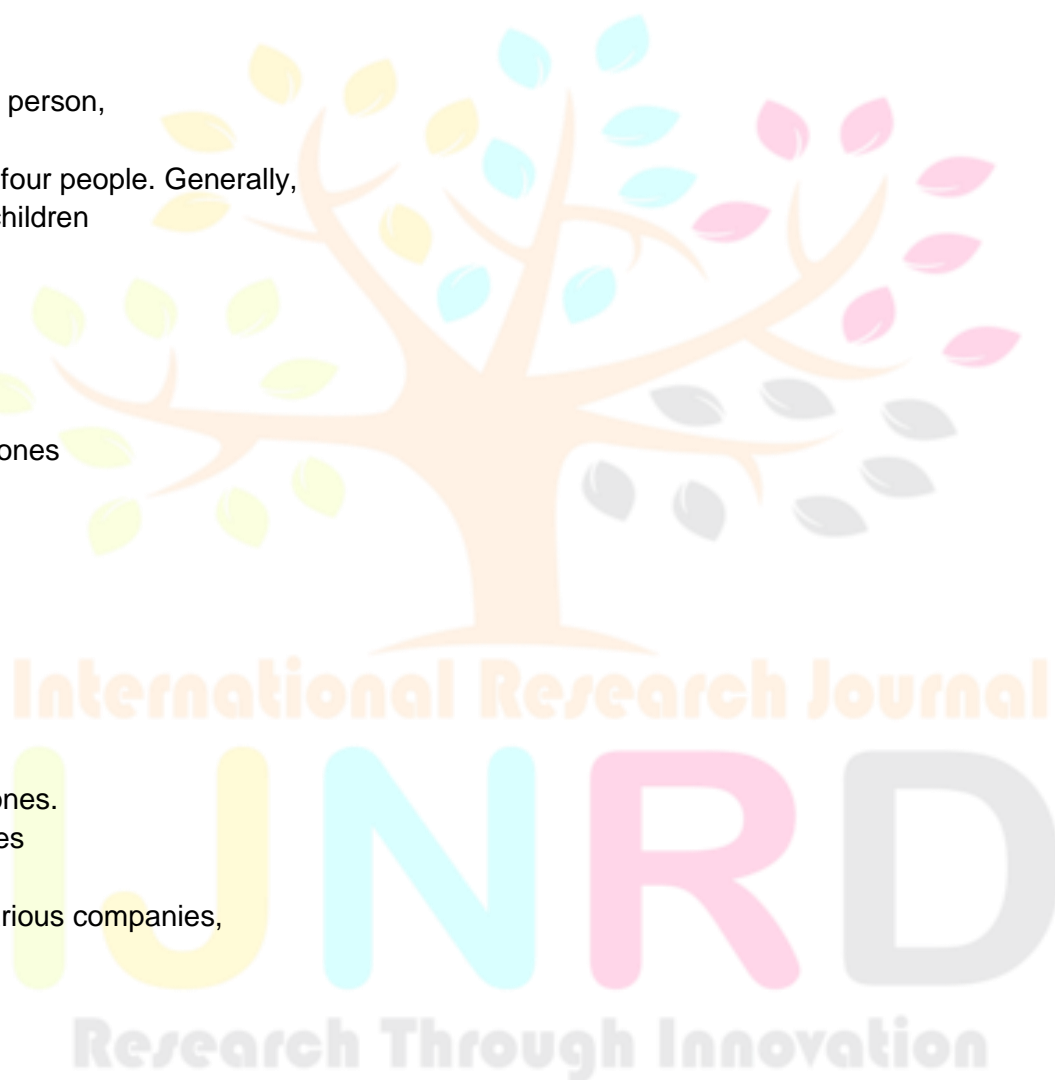 person,
four people. Generally,
children
ones
International Research Journal
ones.
es
rious companies,
IJNRD
Research Through Innovation